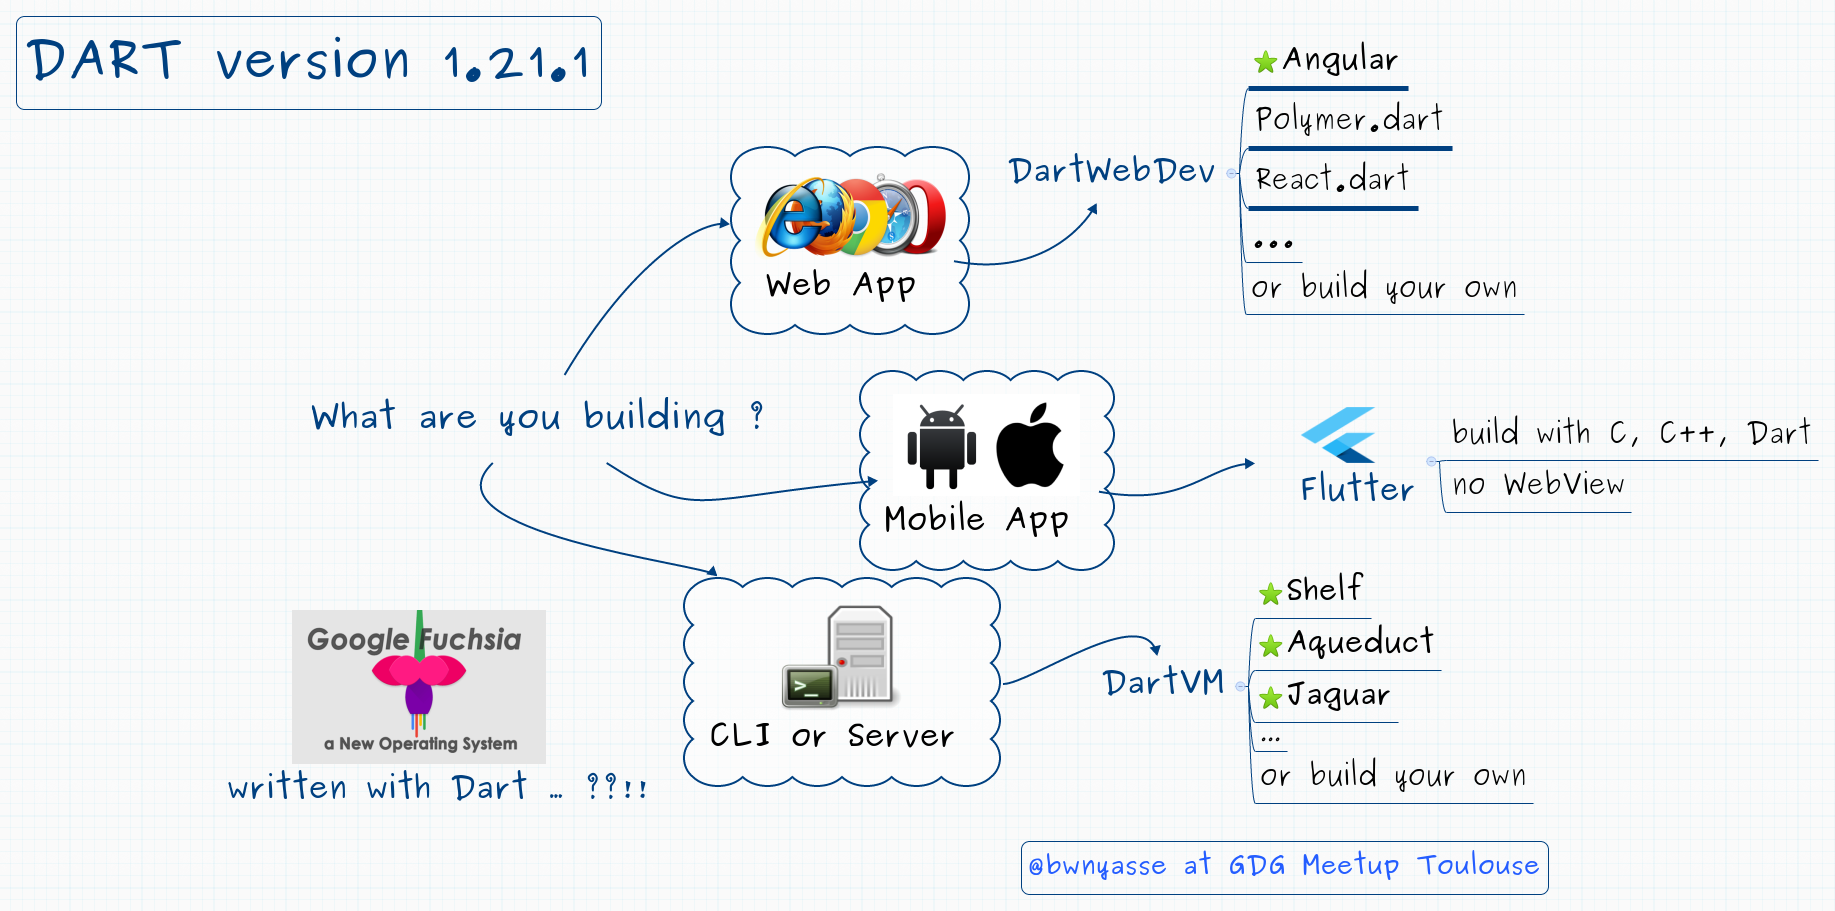 DART version 1.21.1
What are you building ?
Web App
DartWebDev
Angular
Polymer.dart
React.dart
...
or build your own
Mobile App
Flutter
build with C, C++, Dart
no WebView
CLI or Server
>_
DartVM
Shelf
Aqueduct
Jaguar
...
or build your own
Google Fuchsia
a New Operating System
written with Dart ... ??!!
@bwnyasse at GDG Meetup Toulouse